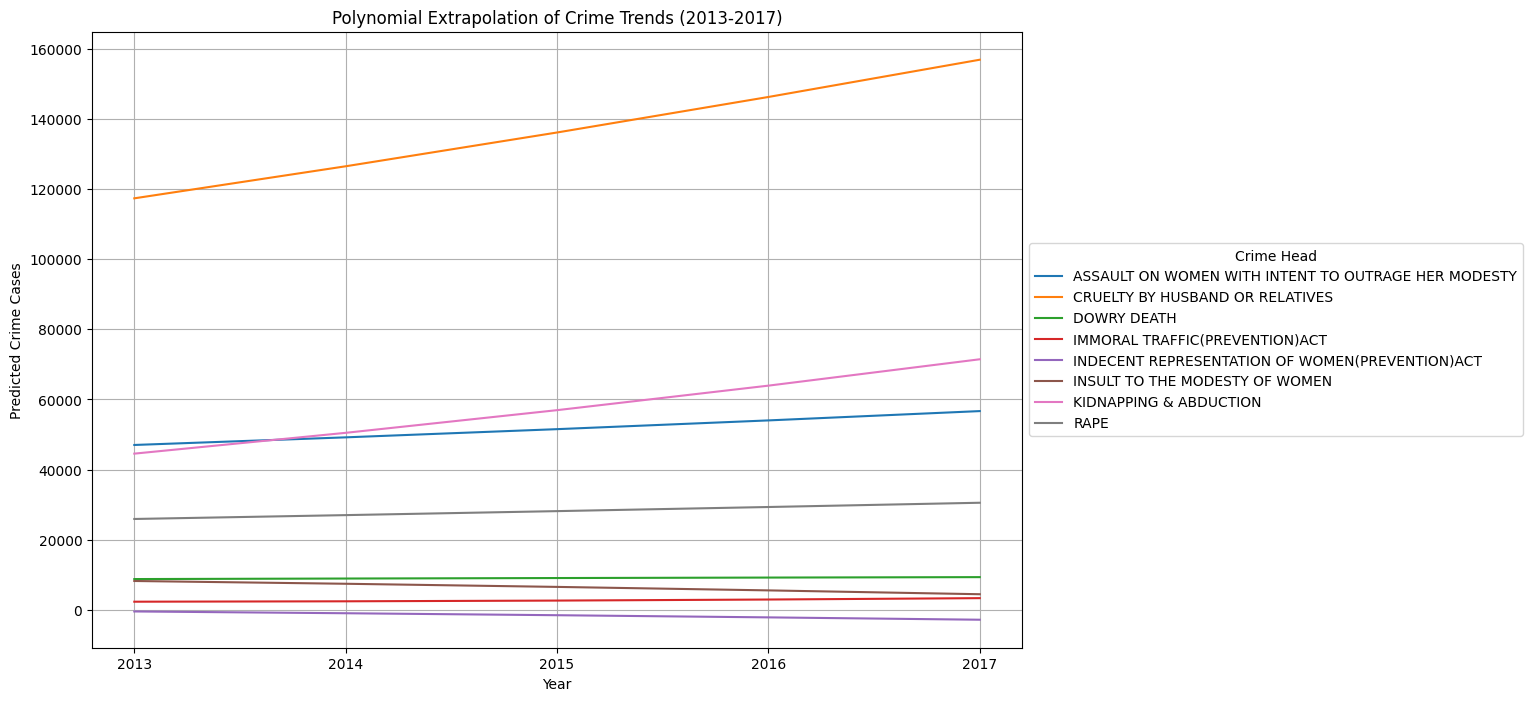 Polynomial Extrapolation of Crime Trends (2013-2017)
Predicted Crime Cases
160000
140000
120000
100000
80000
60000
40000
20000
0
2013
2014
2015
2016
2017
Year
Crime Head
ASSAULT ON WOMEN WITH INTENT TO OUTRAGE HER MODESTY
CRUELTY BY HUSBAND OR RELATIVES
DOWRY DEATH
IMMORAL TRAFFIC(PREVENTION)ACT
INDECENT REPRESENTATION OF WOMEN(PREVENTION)ACT
INSULT TO THE MODESTY OF WOMEN
KIDNAPPING & ABDUCTION
RAPE